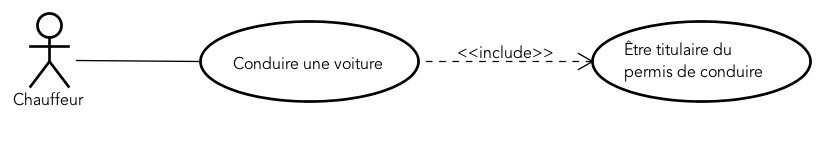 Chauffeur
Conduire une voiture
<<include>>
Être titulaire du
permis de conduire